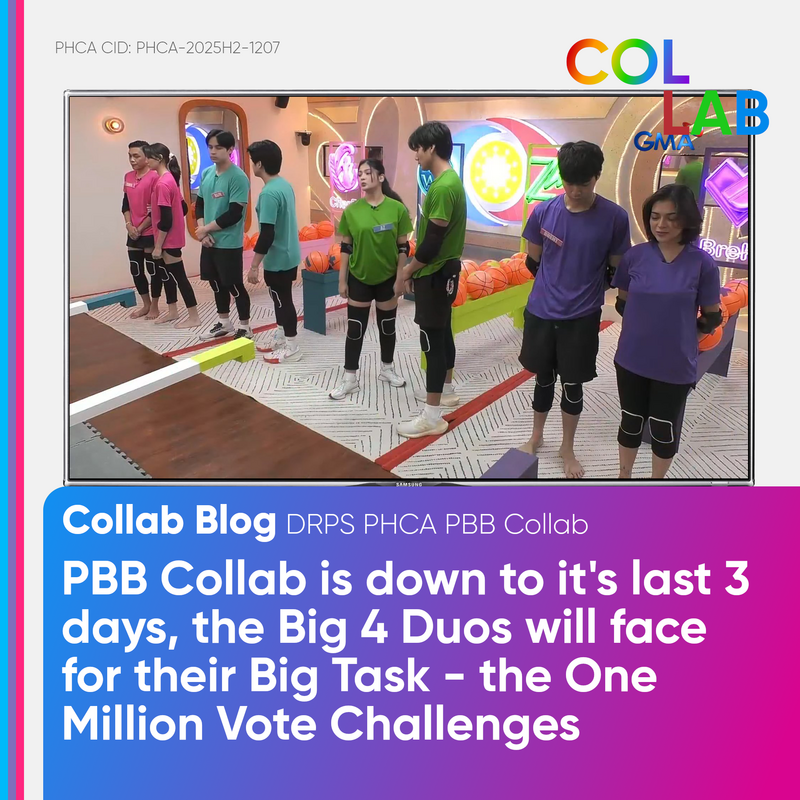 PHCA CID: PHCA-2025H2-1207
COL
LAB
GMA
SAMSUNG
Collab Blog DRPS PHCA PBB Collab
PBB Collab is down to it's last 3
days, the Big 4 Duos will face
for their Big Task - the One
Million Vote Challenges